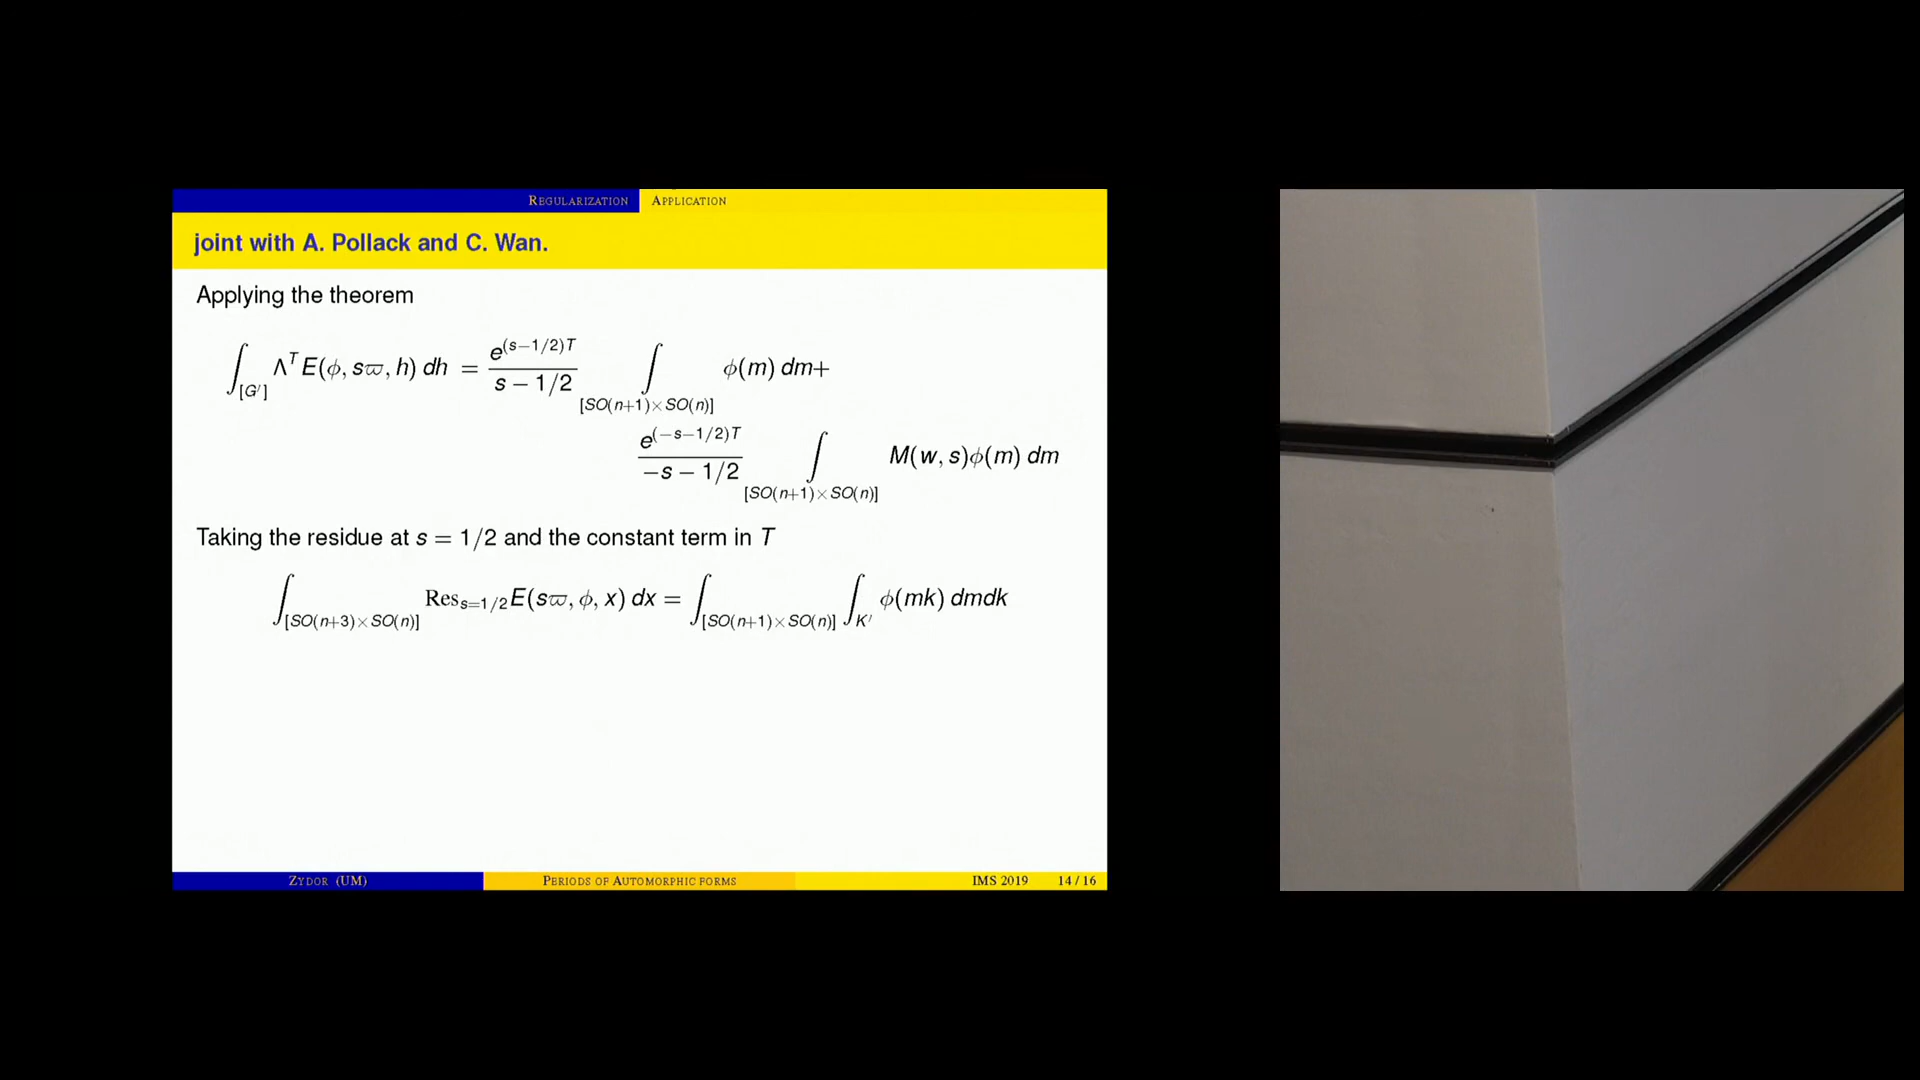 REGULARIZATION APPLICATION
joint with A. Pollack and C. Wan.
Applying the theorem
∫_{[G′]} Λ^T E(φ, sϖ, h) dh = \frac{e^{(s−1/2)T}}{s − 1/2} ∫_{[SO(n+1)×SO(n)]} φ(m) dm+
\frac{e^{(−s−1/2)T}}{−s − 1/2} ∫_{[SO(n+1)×SO(n)]} M(w, s)φ(m) dm
Taking the residue at s = 1/2 and the constant term in T
∫_{[SO(n+3)×SO(n)]} Res_{s=1/2} E(sϖ, φ, x) dx = ∫_{[SO(n+1)×SO(n)]} ∫_{K′} φ(mk) dmdk
ZYDOR (UM) PERIODS OF AUTOMORPHIC FORMS IMS 2019 14 / 16